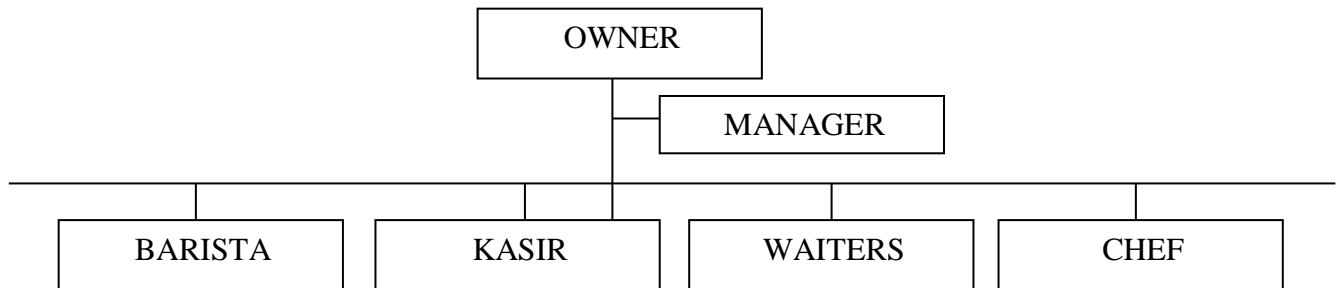 OWNER
MANAGER
BARISTA
KASIR
WAITERS
CHEF